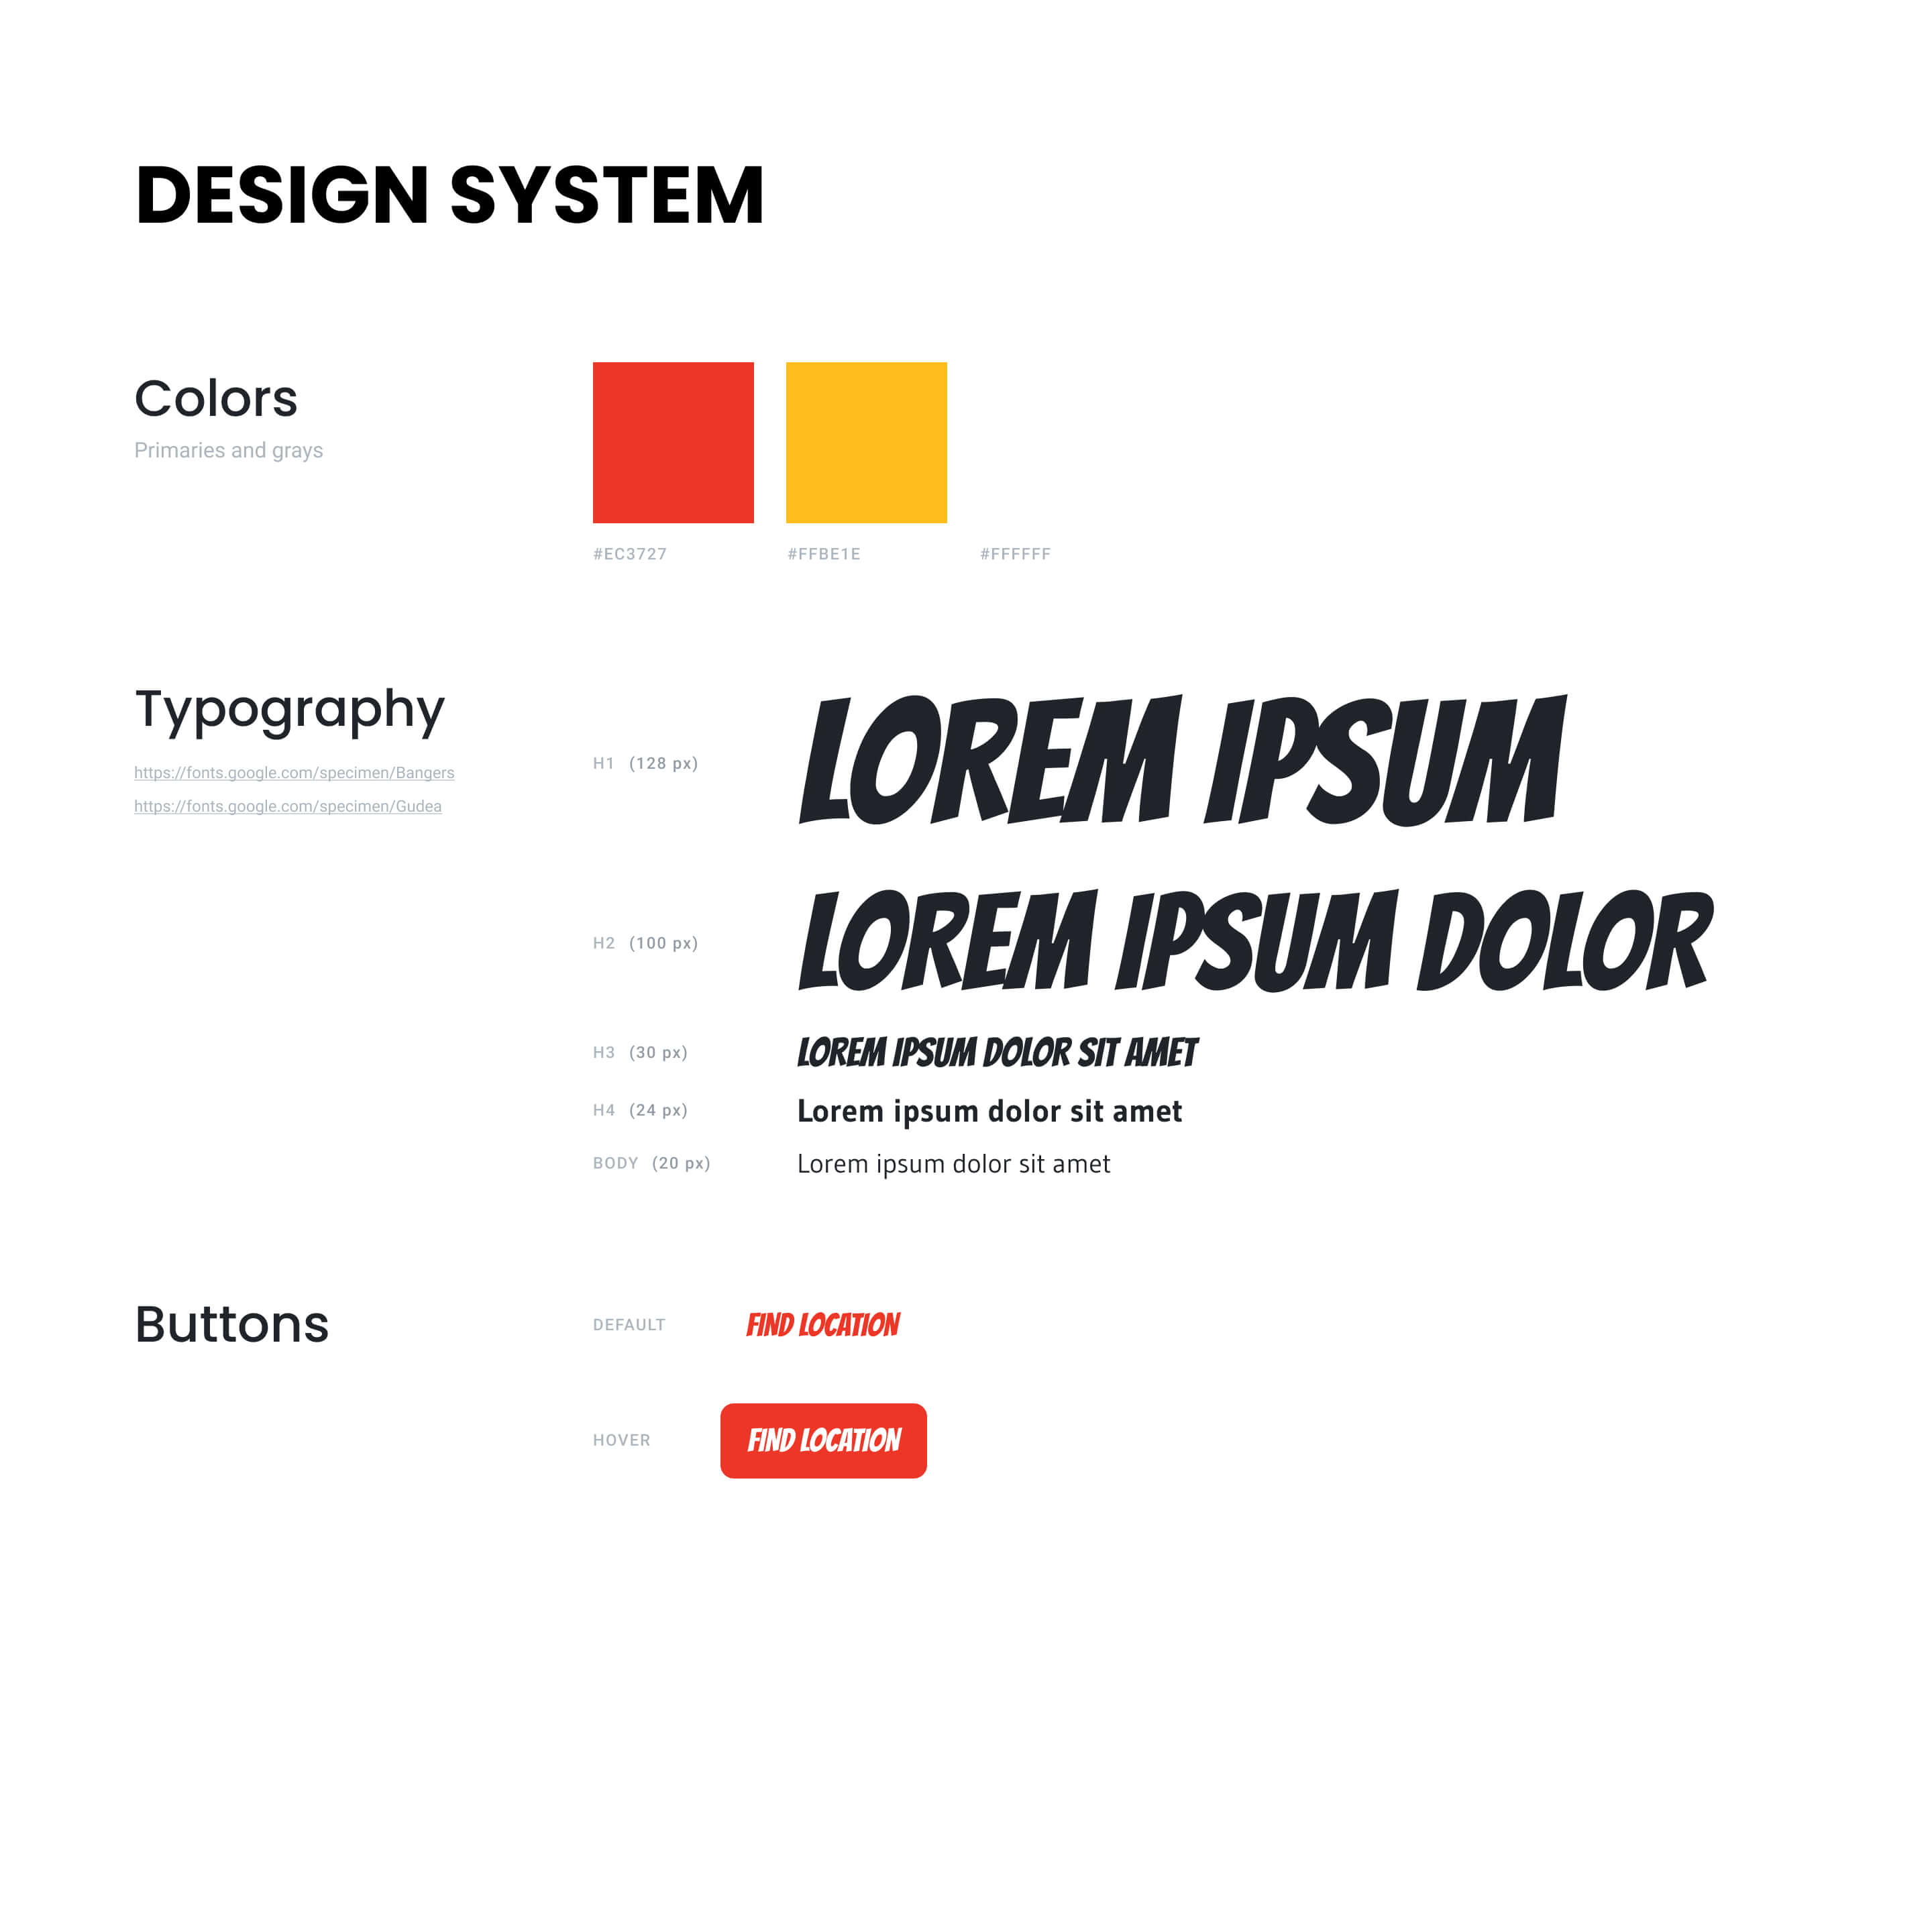 DESIGN SYSTEM
Colors
Primaries and grays
#EC3727 #FFBE1E #FFFFFF
Typography
https://fonts.google.com/specimen/Bangers
https://fonts.google.com/specimen/Gudea
H1 (128 px) LOREM IPSUM
H2 (100 px) LOREM IPSUM DOLOR
H3 (30 px) LOREM IPSUM DOLOR SIT AMET
H4 (24 px) Lorem ipsum dolor sit amet
BODY (20 px) Lorem ipsum dolor sit amet
Buttons
DEFAULT FIND LOCATION
HOVER FIND LOCATION